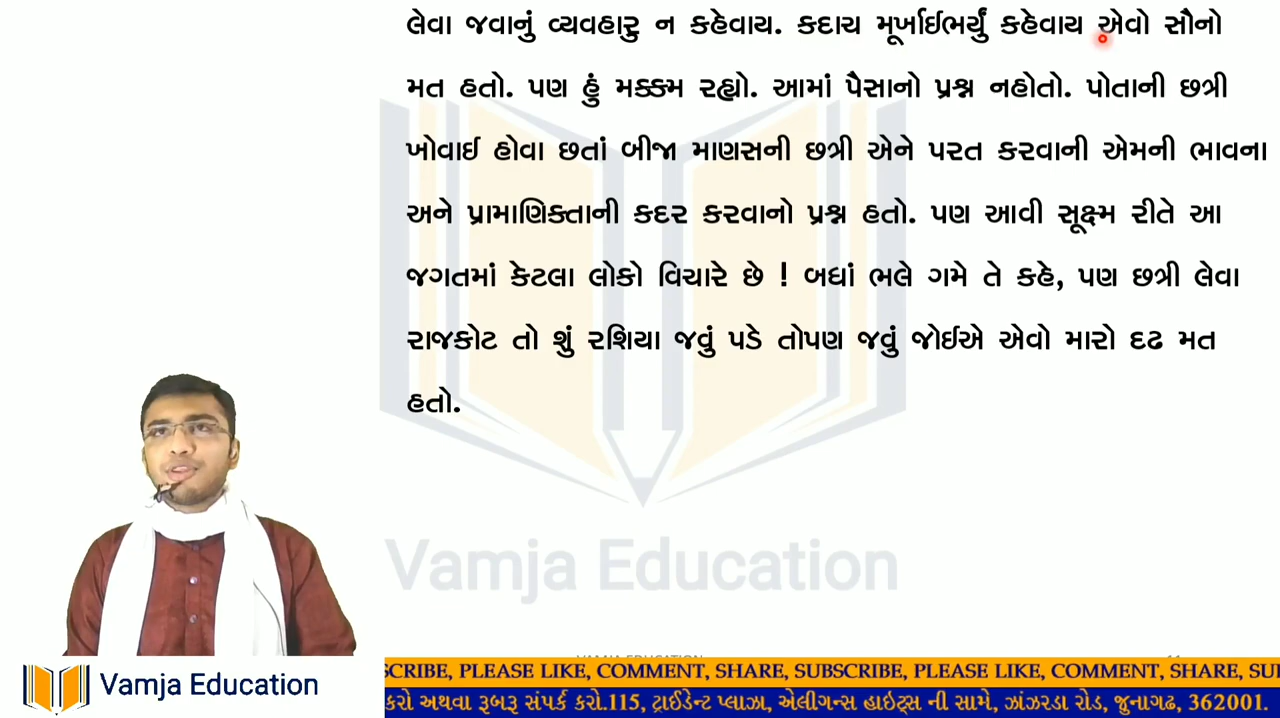 લેવા જવાનું વ્યવહારુ ન કહેવાય. કદાચ મૂર્ખાઈભર્યું કહેવાય એવો સૌનો
મત હતો. પણ હું મક્કમ રહ્યો. આમાં પૈસાનો પ્રશ્ન નહોતો. પોતાની છત્રી
ખોવાઈ હોવા છતાં બીજા માણસની છત્રી એને પરત કરવાની એમની ભાવના
અને પ્રામાણિક્તાની કદર કરવાનો પ્રશ્ન હતો. પણ આવી સૂક્ષ્મ રીતે આ
જગતમાં કેટલા લોકો વિચારે છે ! બધાં ભલે ગમે તે કહે, પણ છત્રી લેવા
રાજકોટ તો શું રશિયા જવું પડે તોપણ જવું જોઈએ એવો મારો દૃઢ મત
હતો.
Vamja Education
Vamja Education
SCRIBE, PLEASE LIKE, COMMENT, SHARE, SUBSCRIBE, PLEASE LIKE, COMMENT, SHARE, SU
કરો અથવા રૂબરૂ સંપર્ક કરો.115, ટ્રાઈડેન્ટ પ્લાઝા, એલીગન્સ હાઇટ્સ ની સામે, ઝાંઝરડા રોડ, જુનાગઢ, 362001.